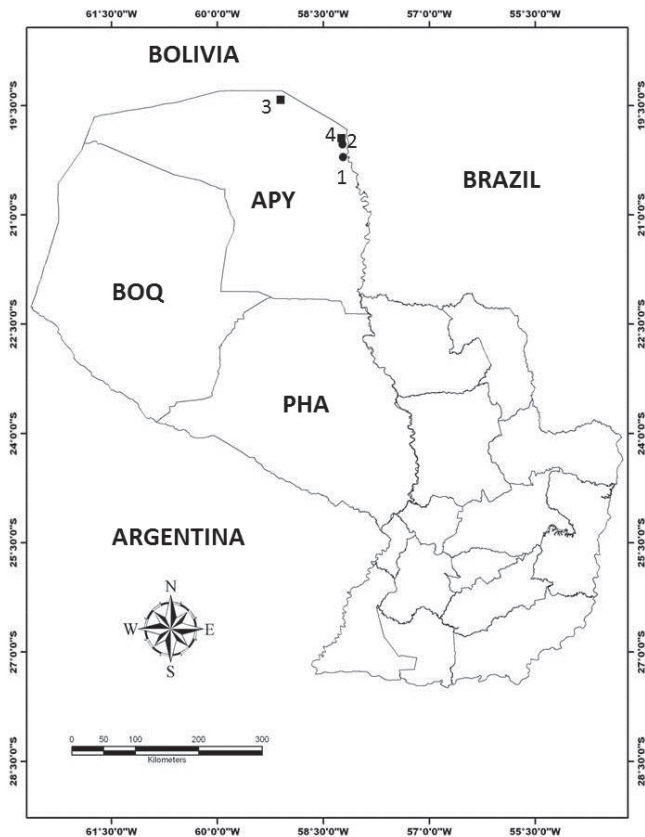 61°30'0"W 60°0'0"W 58°30'0"W 57°0'0"W 55°30'0"W
BOLIVIA
19°30'0"S
19°30'0"S
3
4
2
1
BRAZIL
APY
21°0'0"S
21°0'0"S
BOQ
22°30'0"S
22°30'0"S
PHA
24°0'0"S
24°0'0"S
ARGENTINA
25°30'0"S
25°30'0"S
N
W
E
S
27°0'0"S
27°0'0"S
0 50 100 200 300
Kilometers
28°30'0"S
28°30'0"S
61°30'0"W 60°0'0"W 58°30'0"W 57°0'0"W 55°30'0"W